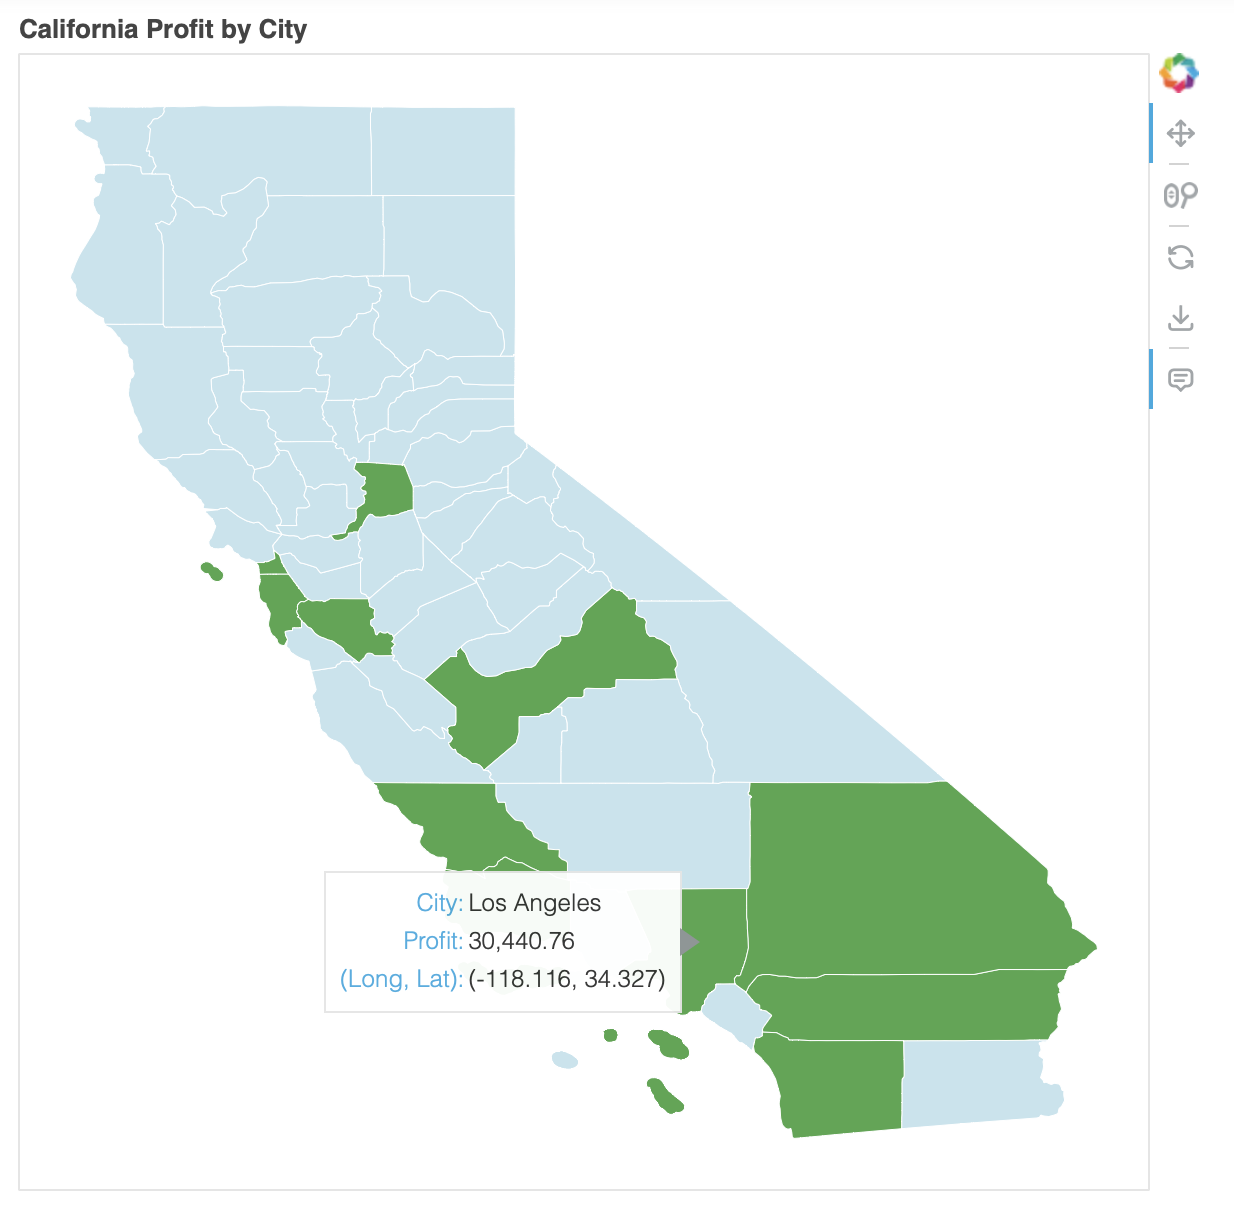 California Profit by City
City: Los Angeles
Profit: 30,440.76
(Long, Lat): (-118.116, 34.327)